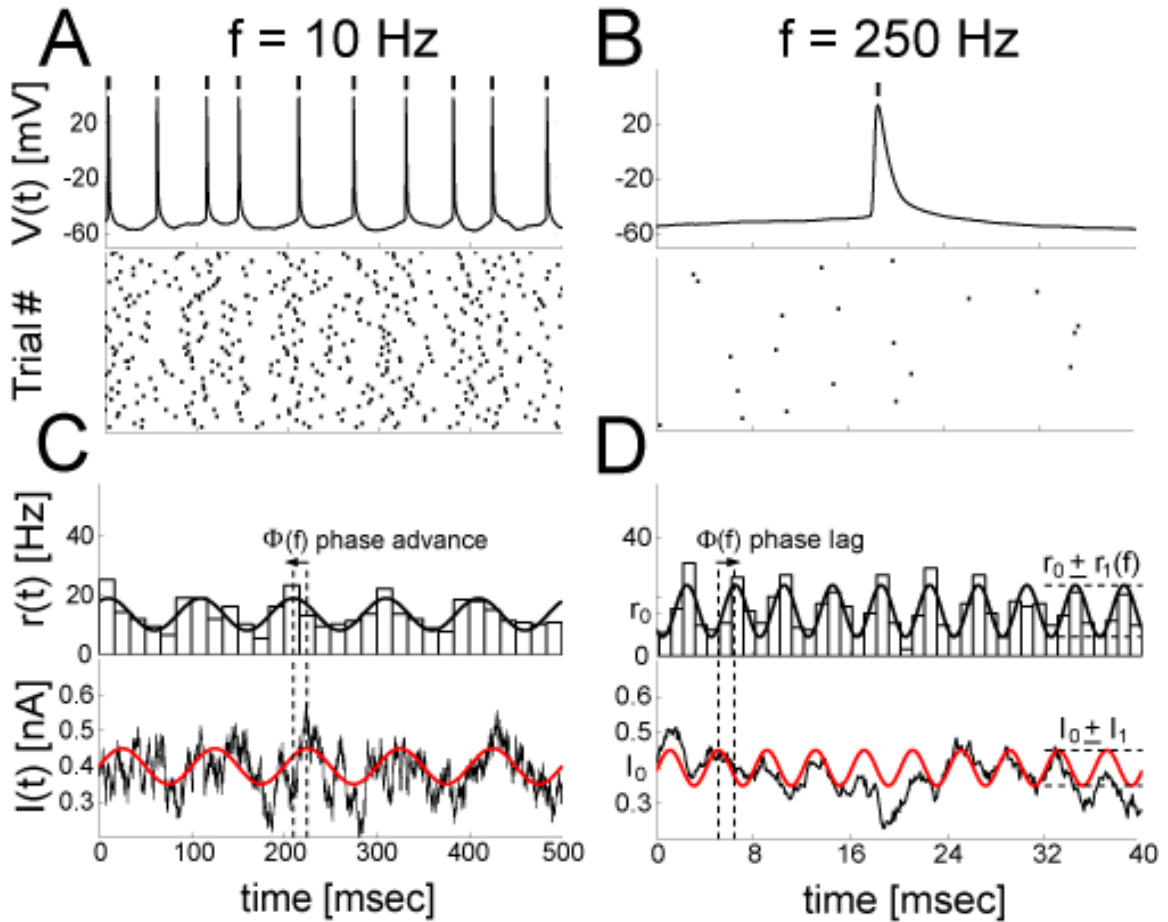 A f = 10 Hz
B f = 250 Hz
V(t) [mV]
20
-20
-60
20
-20
-60
Trial #
C
D
r(t) [Hz]
40
20
0
Φ(f) phase advance
40
r0
0
Φ(f) phase lag
r0 ± r1(f)
I(t) [nA]
0.6
0.5
0.4
0.3
0.6
0.5
I0
0.3
I0 ± I1
0 100 200 300 400 500
0 8 16 24 32 40
time [msec]
time [msec]